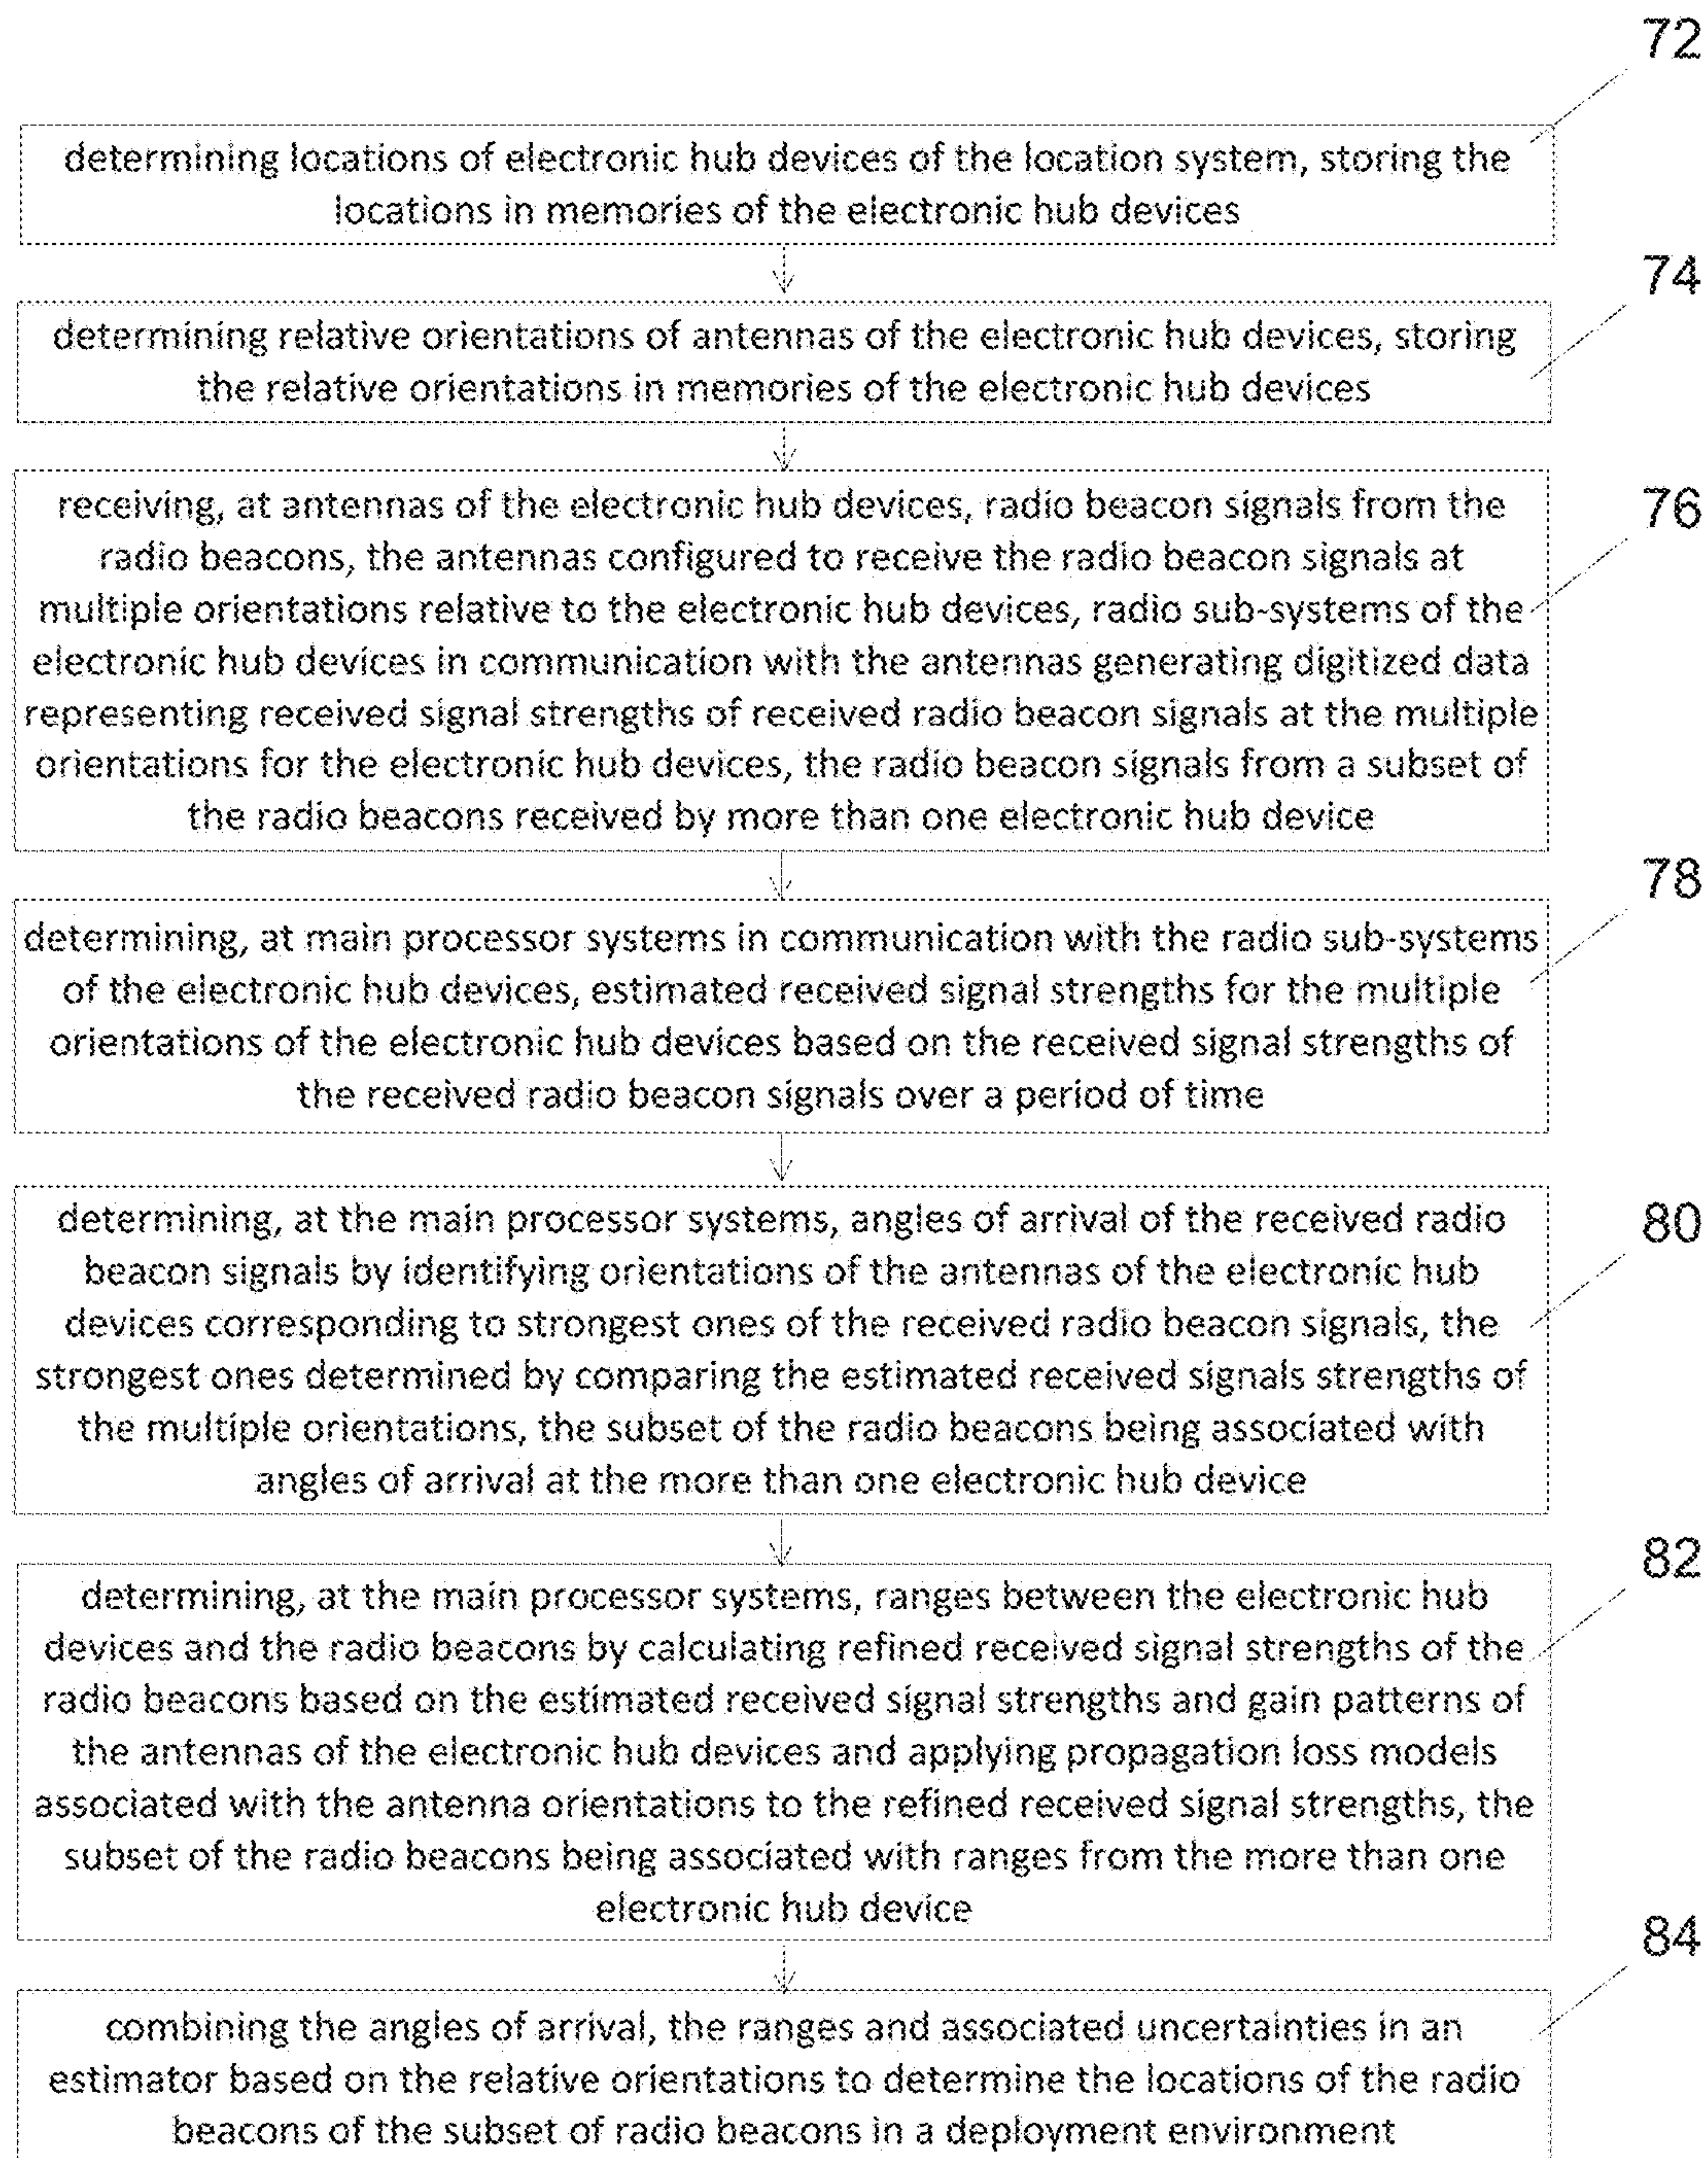 72
determining locations of electronic hub devices of the location system, storing the
locations in memories of the electronic hub devices
74
determining relative orientations of antennas of the electronic hub devices, storing
the relative orientations in memories of the electronic hub devices
76
receiving, at antennas of the electronic hub devices, radio beacon signals from the
radio beacons, the antennas configured to receive the radio beacon signals at
multiple orientations relative to the electronic hub devices, radio sub-systems of the
electronic hub devices in communication with the antennas generating digitized data
representing received signal strengths of received radio beacon signals at the multiple
orientations for the electronic hub devices, the radio beacon signals from a subset of
the radio beacons received by more than one electronic hub device
78
determining, at main processor systems in communication with the radio sub-systems
of the electronic hub devices, estimated received signal strengths for the multiple
orientations of the electronic hub devices based on the received signal strengths of
the received radio beacon signals over a period of time
80
determining, at the main processor systems, angles of arrival of the received radio
beacon signals by identifying orientations of the antennas of the electronic hub
devices corresponding to strongest ones of the received radio beacon signals, the
strongest ones determined by comparing the estimated received signals strengths of
the multiple orientations, the subset of the radio beacons being associated with
angles of arrival at the more than one electronic hub device
82
determining, at the main processor systems, ranges between the electronic hub
devices and the radio beacons by calculating refined received signal strengths of the
radio beacons based on the estimated received signal strengths and gain patterns of
the antennas of the electronic hub devices and applying propagation loss models
associated with the antenna orientations to the refined received signal strengths, the
subset of the radio beacons being associated with ranges from the more than one
electronic hub device
84
combining the angles of arrival, the ranges and associated uncertainties in an
estimator based on the relative orientations to determine the locations of the radio
beacons of the subset of radio beacons in a deployment environment